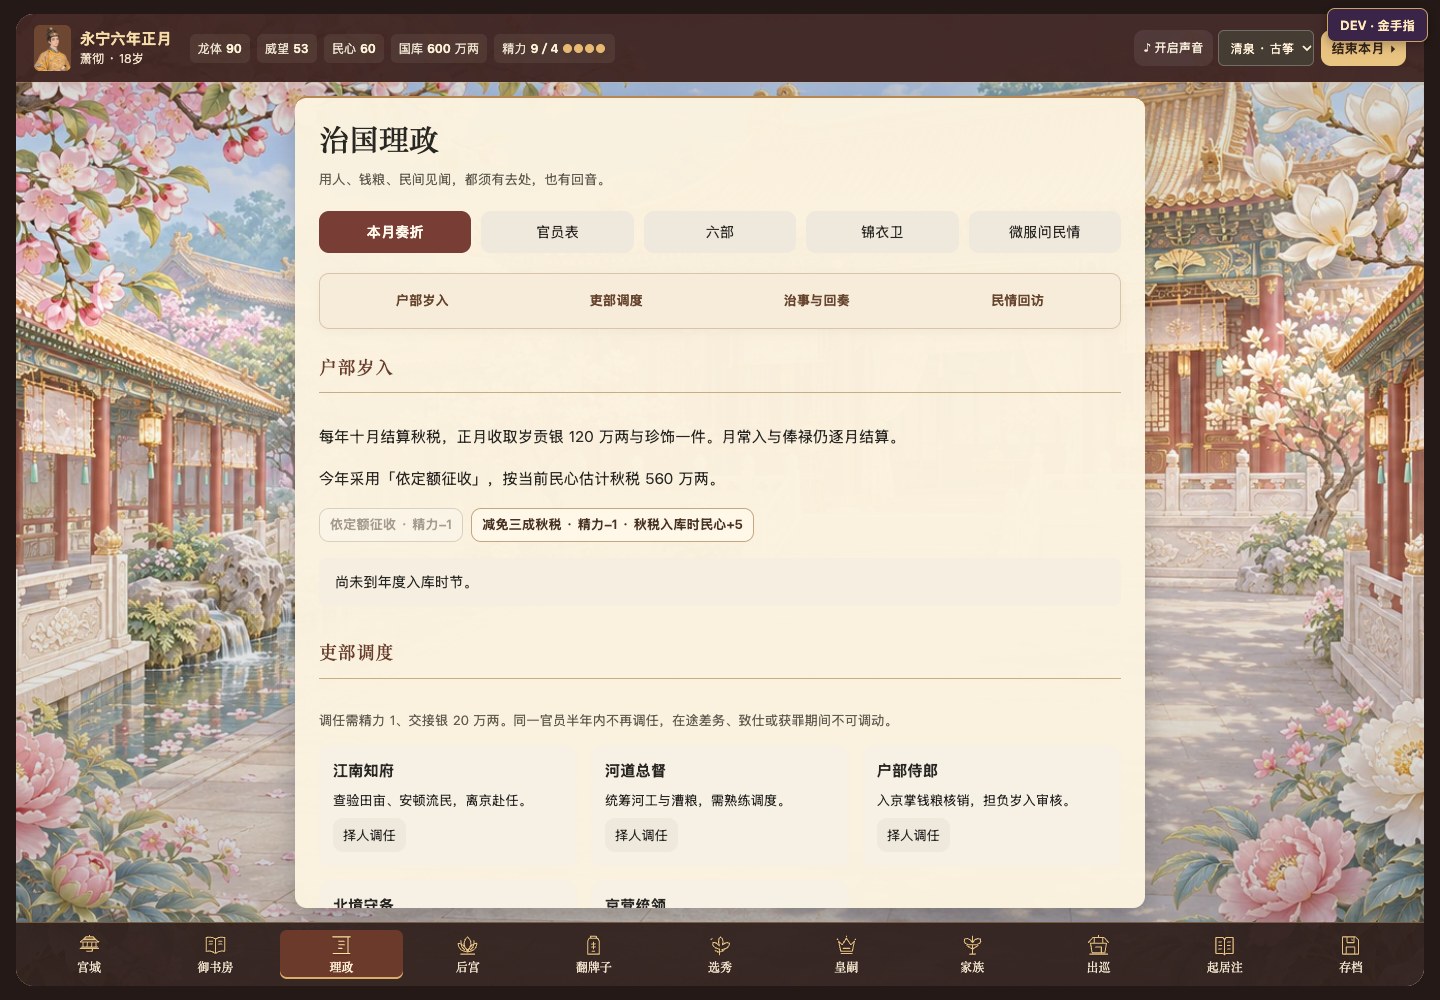 永宁六年正月
萧彻 · 18岁
龙体 90
威望 53
民心 60
国库 600 万两
精力 9 / 4
♪ 开启声音
清泉 · 古筝
结束本月
DEV · 金手指
治国理政
用人、钱粮、民间见闻，都须有去处，也有回音。
本月奏折
官员表
六部
锦衣卫
微服问民情
户部岁入
吏部调度
治事与回奏
民情回访
户部岁入
每年十月结算秋税，正月收取岁贡银 120 万两与珍饰一件。月常入与俸禄仍逐月结算。
今年采用「依定额征收」，按当前民心估计秋税 560 万两。
依定额征收 · 精力−1
减免三成秋税 · 精力−1 · 秋税入库时民心+5
尚未到年度入库时节。
吏部调度
调任需精力 1、交接银 20 万两。同一官员半年内不再调任，在途差务、致仕或获罪期间不可调动。
江南知府
查验田亩、安顿流民，离京赴任。
择人调任
河道总督
统筹河工与漕粮，需熟练调度。
择人调任
户部侍郎
入京掌钱粮核销，担负岁入审核。
择人调任
北境守备
京营统领
官城
御书房
理政
后宫
翻牌子
选秀
皇嗣
家族
出巡
起居注
存档